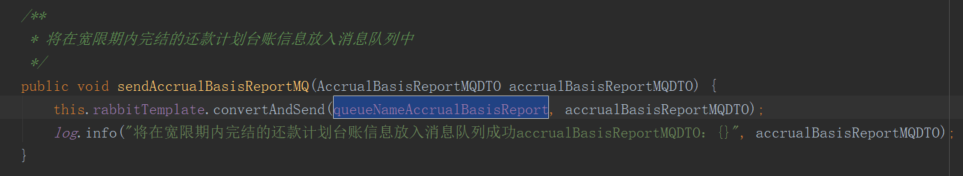 /**
* 将在宽限期内完结的还款计划台账信息放入消息队列中
*/
public void sendAccrualBasisReportMQ(AccrualBasisReportMQDTO accrualBasisReportMQDTO) {
this.rabbitTemplate.convertAndSend(queueNameAccrualBasisReport, accrualBasisReportMQDTO);
log.info("将在宽限期内完结的还款计划台账信息放入消息队列成功accrualBasisReportMQDTO：{}", accrualBasisReportMQDTO);
}